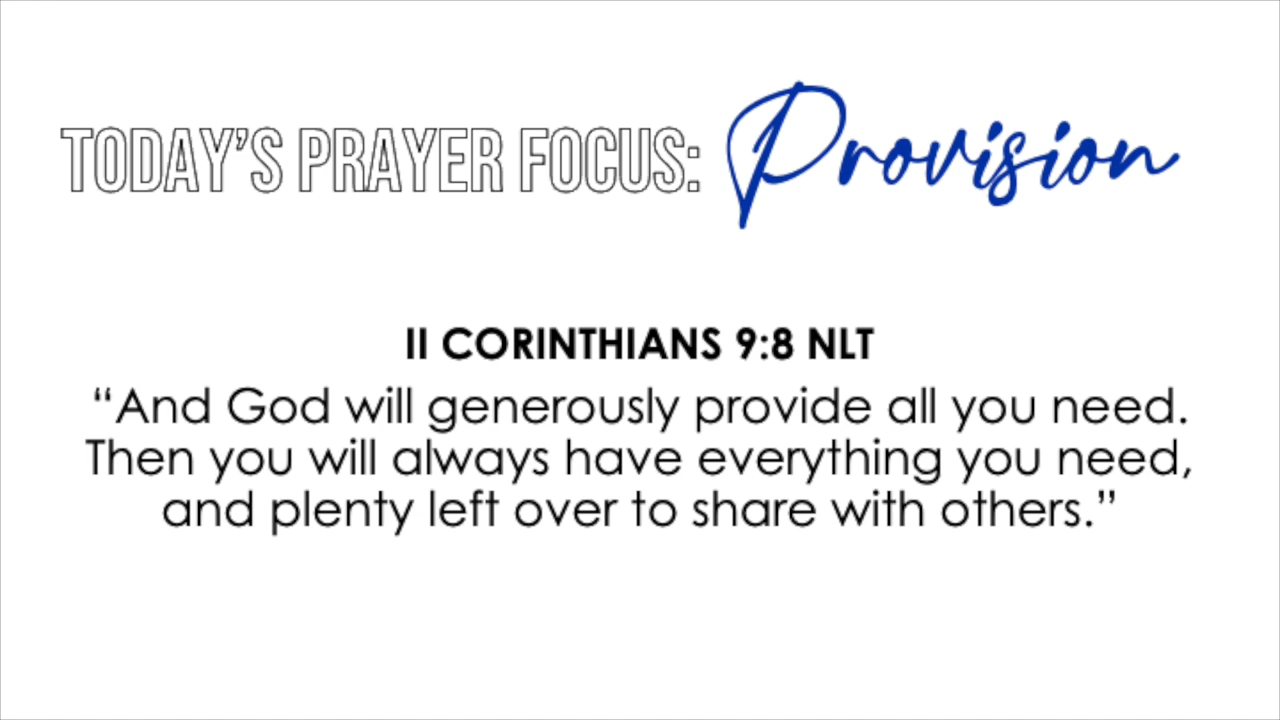 TODAY'S PRAYER FOCUS: Provision
II CORINTHIANS 9:8 NLT
“And God will generously provide all you need.
Then you will always have everything you need,
and plenty left over to share with others.”